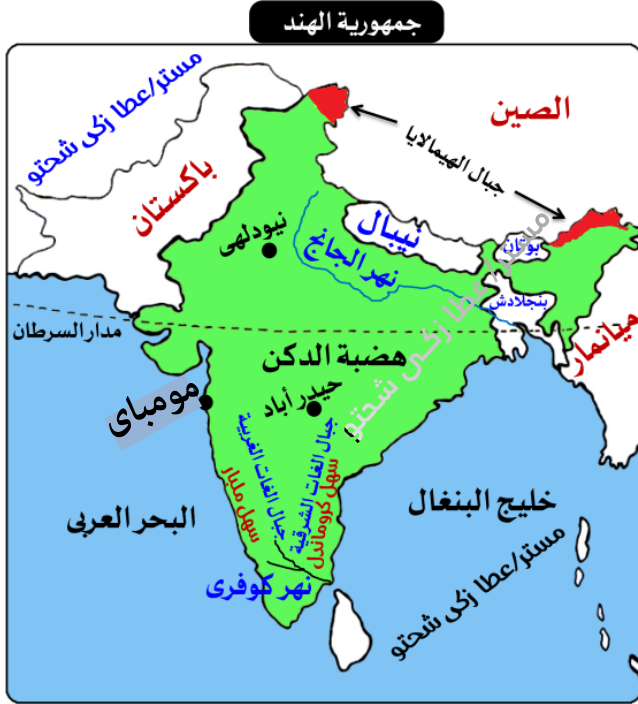 جمهورية الهند
مستر/عطا زكى شحتو
الصين
جبال الهيمالايا
باكستان
نيودلهى
نيبال
نهر الجانج
بوتان
بنجلادش
مستر/عطا زكى شحتو
مدار السرطان
ميانمار
هضبة الدكن
حيدر أباد
مومباى
جبال الغات الغربية
سهل مليبار
جبال الغات الشرقية
سهل كروماندل
خليج البنغال
البحر العربى
نهر كوفرى
مستر/عطا زكى شحتو